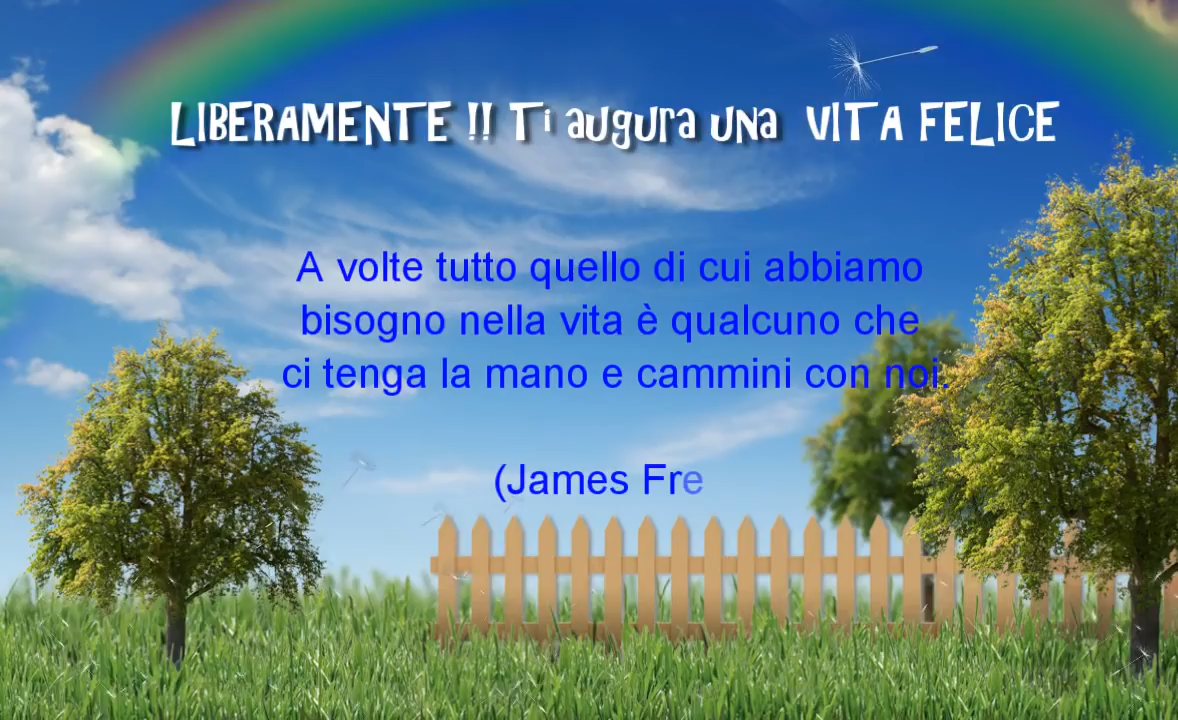 LIBERAMENTE !! Ti augura una VITA FELICE
A volte tutto quello di cui abbiamo
bisogno nella vita è qualcuno che
ci tenga la mano e cammini con noi.
(James Fre